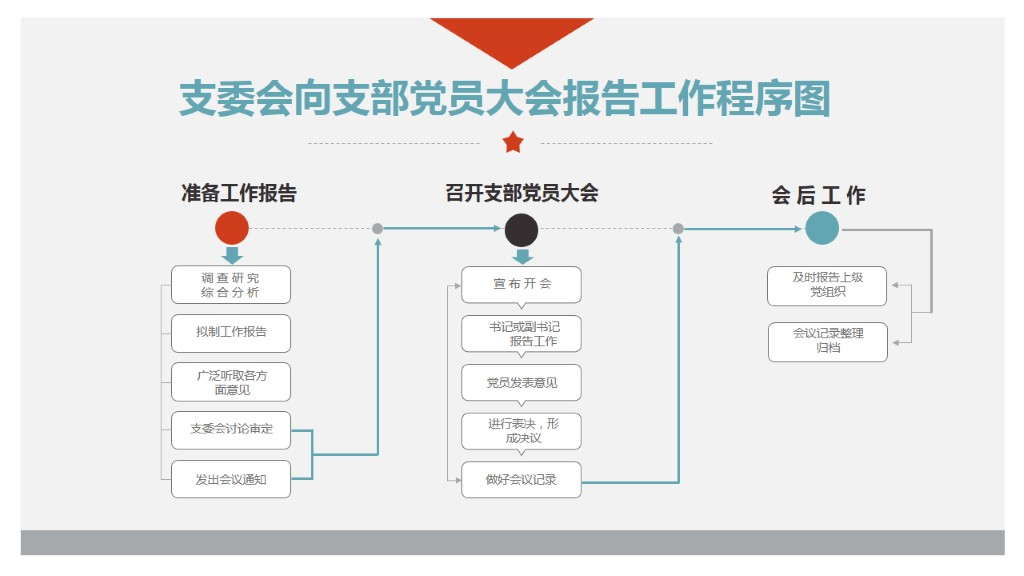 支委会向支部党员大会报告工作程序图
准备工作报告
调查研究
综合分析
拟制工作报告
广泛听取各方
面意见
支委会讨论审定
发出会议通知
召开支部党员大会
宣布开会
书记或副书记
报告工作
党员发表意见
进行表决，形
成决议
做好会议记录
会后工作
及时报告上级
党组织
会议记录整理
归档